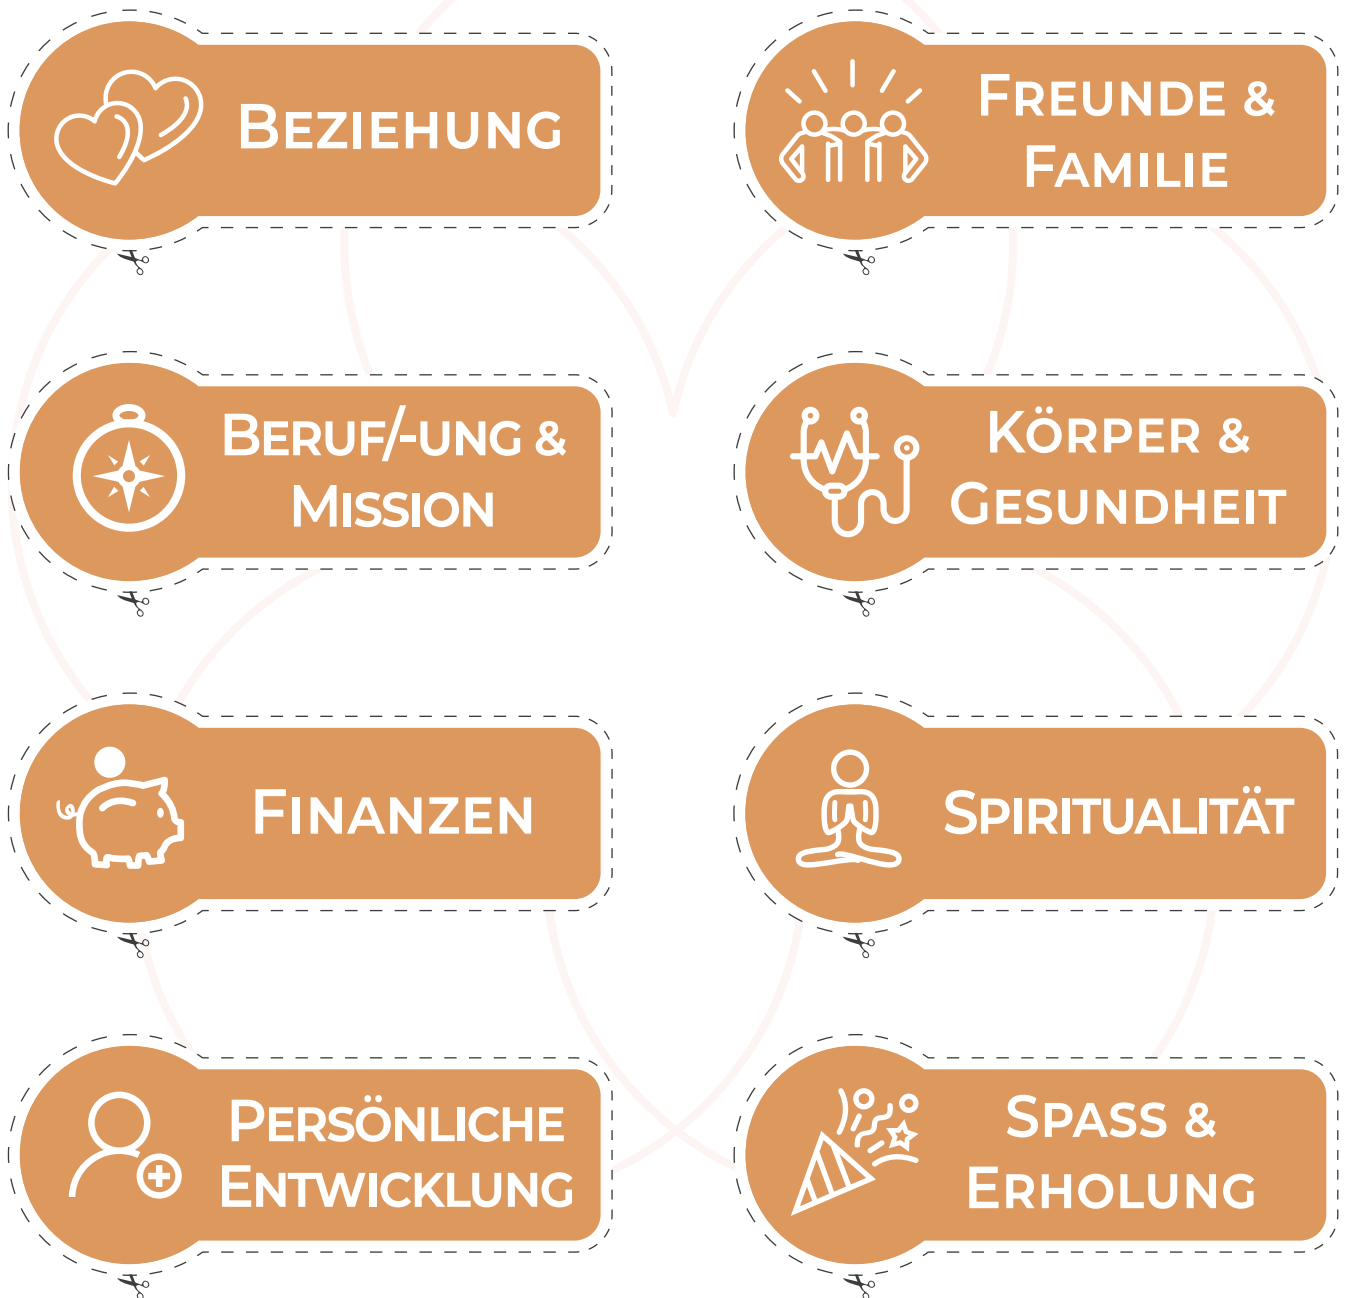 Beziehung
Freunde &
Familie
Beruf/-ung &
Mission
Körper &
Gesundheit
Finanzen
Spiritualität
Persönliche
Entwicklung
Spass &
Erholung